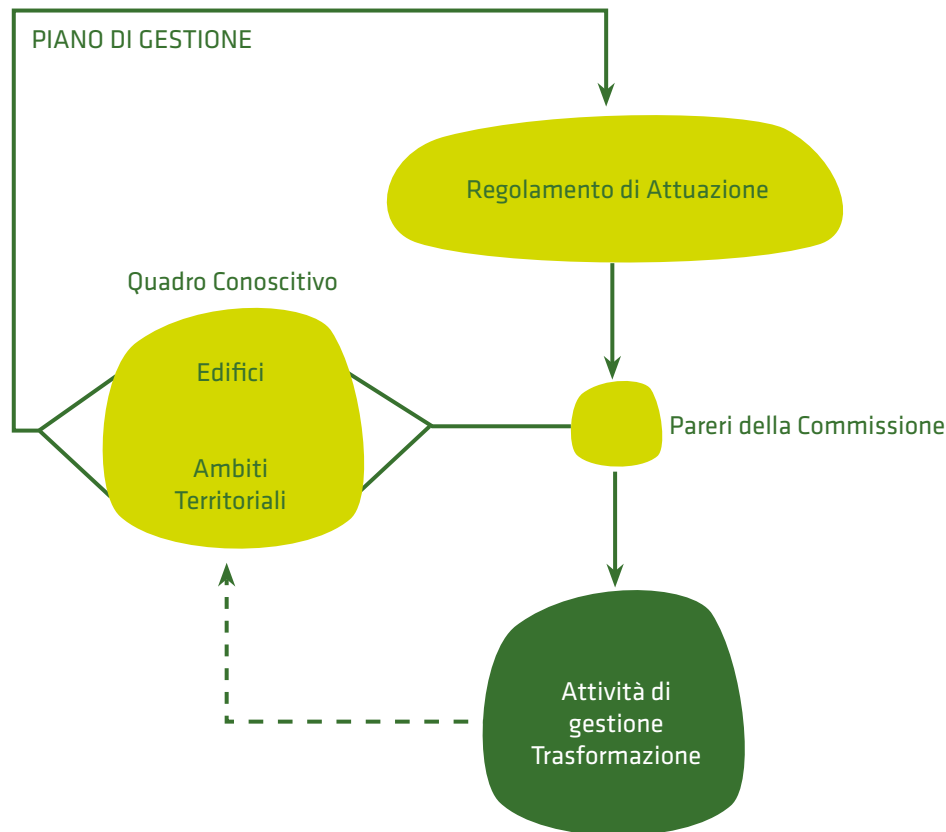 PIANO DI GESTIONE
Regolamento di Attuazione
Quadro Conoscitivo
Edifici
Ambiti
Territoriali
Pareri della Commissione
Attività di
gestione
Trasformazione